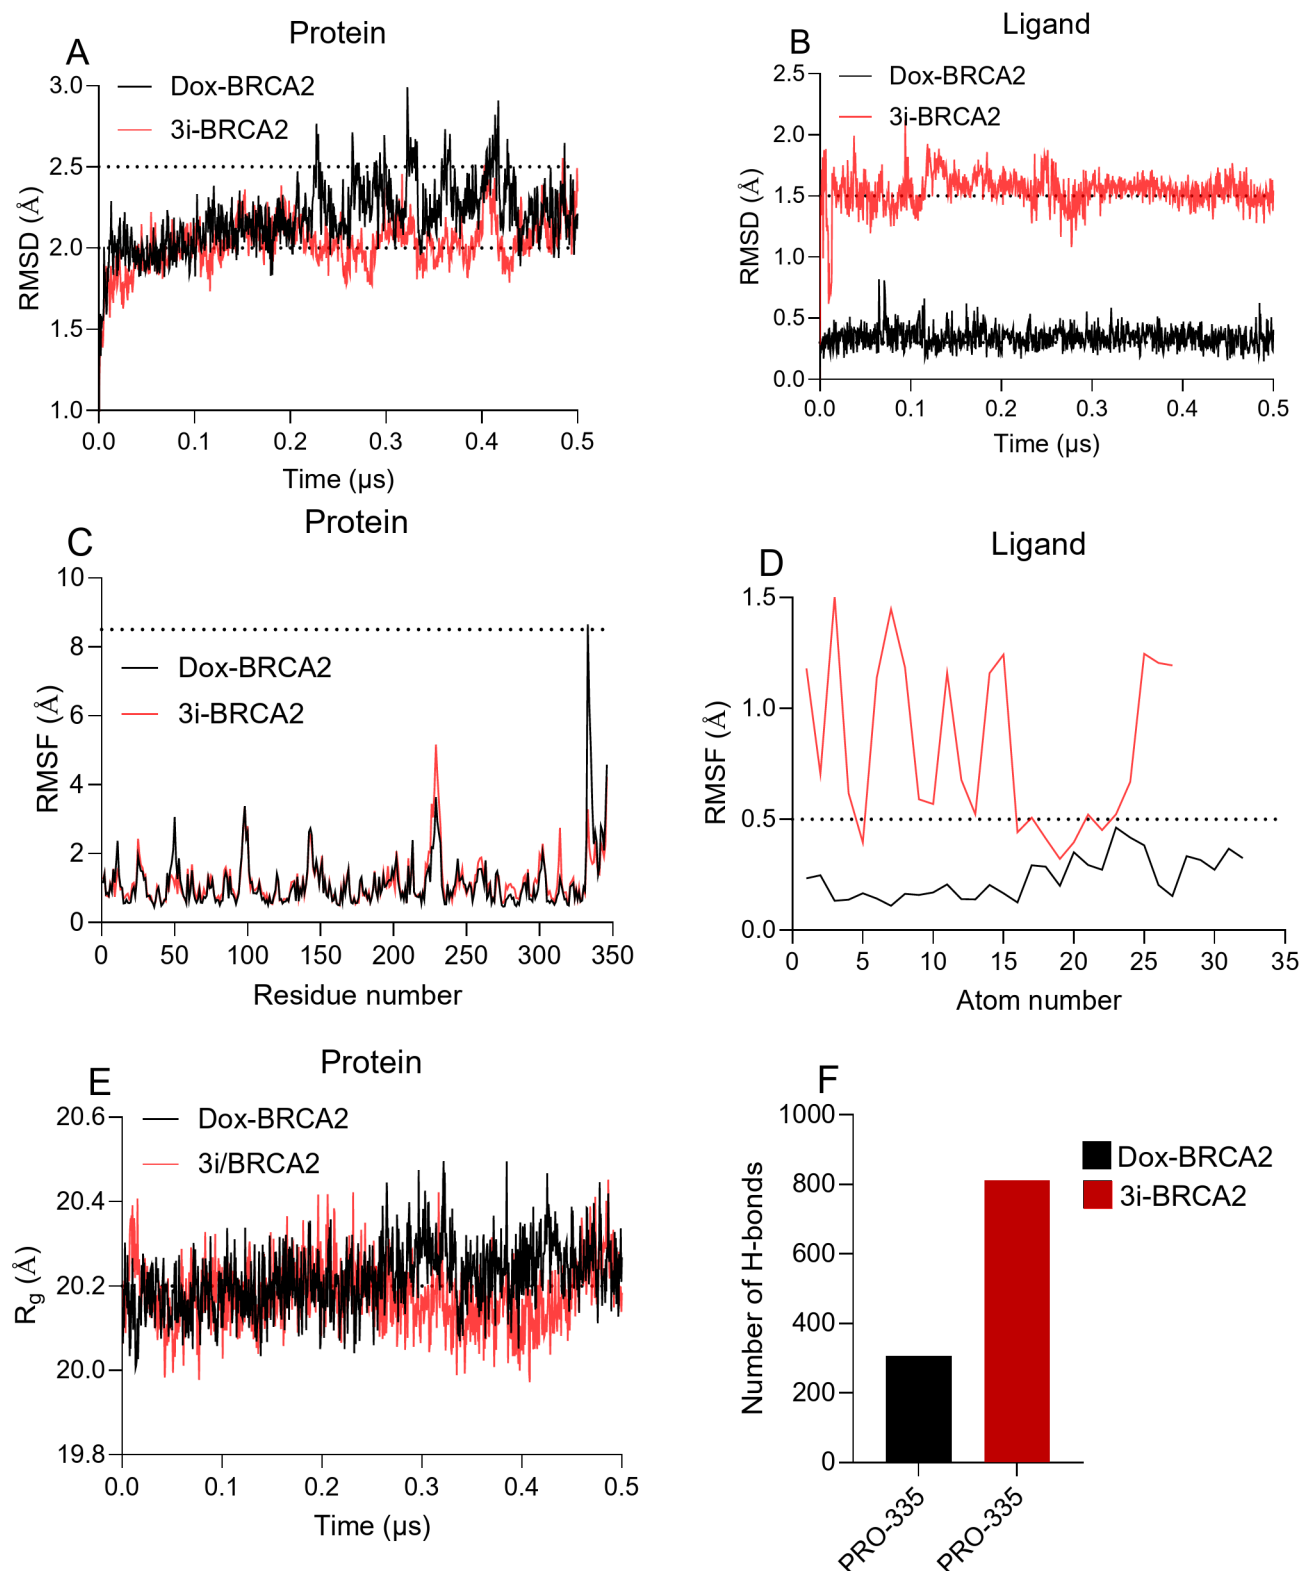 A
Protein
Dox-BRCA2
3i-BRCA2
3.0
2.5
2.0
1.5
1.0
RMSD (Å)
0.0 0.1 0.2 0.3 0.4 0.5
Time (µs)
B
Ligand
Dox-BRCA2
3i-BRCA2
2.5
2.0
1.5
1.0
0.5
0.0
RMSD (Å)
0.0 0.1 0.2 0.3 0.4 0.5
Time (µs)
C
Protein
10
8
6
4
2
0
Dox-BRCA2
3i-BRCA2
RMSF (Å)
0 50 100 150 200 250 300 350
Residue number
D
Ligand
1.5
1.0
0.5
0.0
RMSF (Å)
0 5 10 15 20 25 30 35
Atom number
E
Protein
Dox-BRCA2
3i/BRCA2
20.6
20.4
20.2
20.0
19.8
Rg (Å)
0.0 0.1 0.2 0.3 0.4 0.5
Time (µs)
F
1000
800
600
400
200
0
Number of H-bonds
Dox-BRCA2
3i-BRCA2
PRO-335
PRO-335